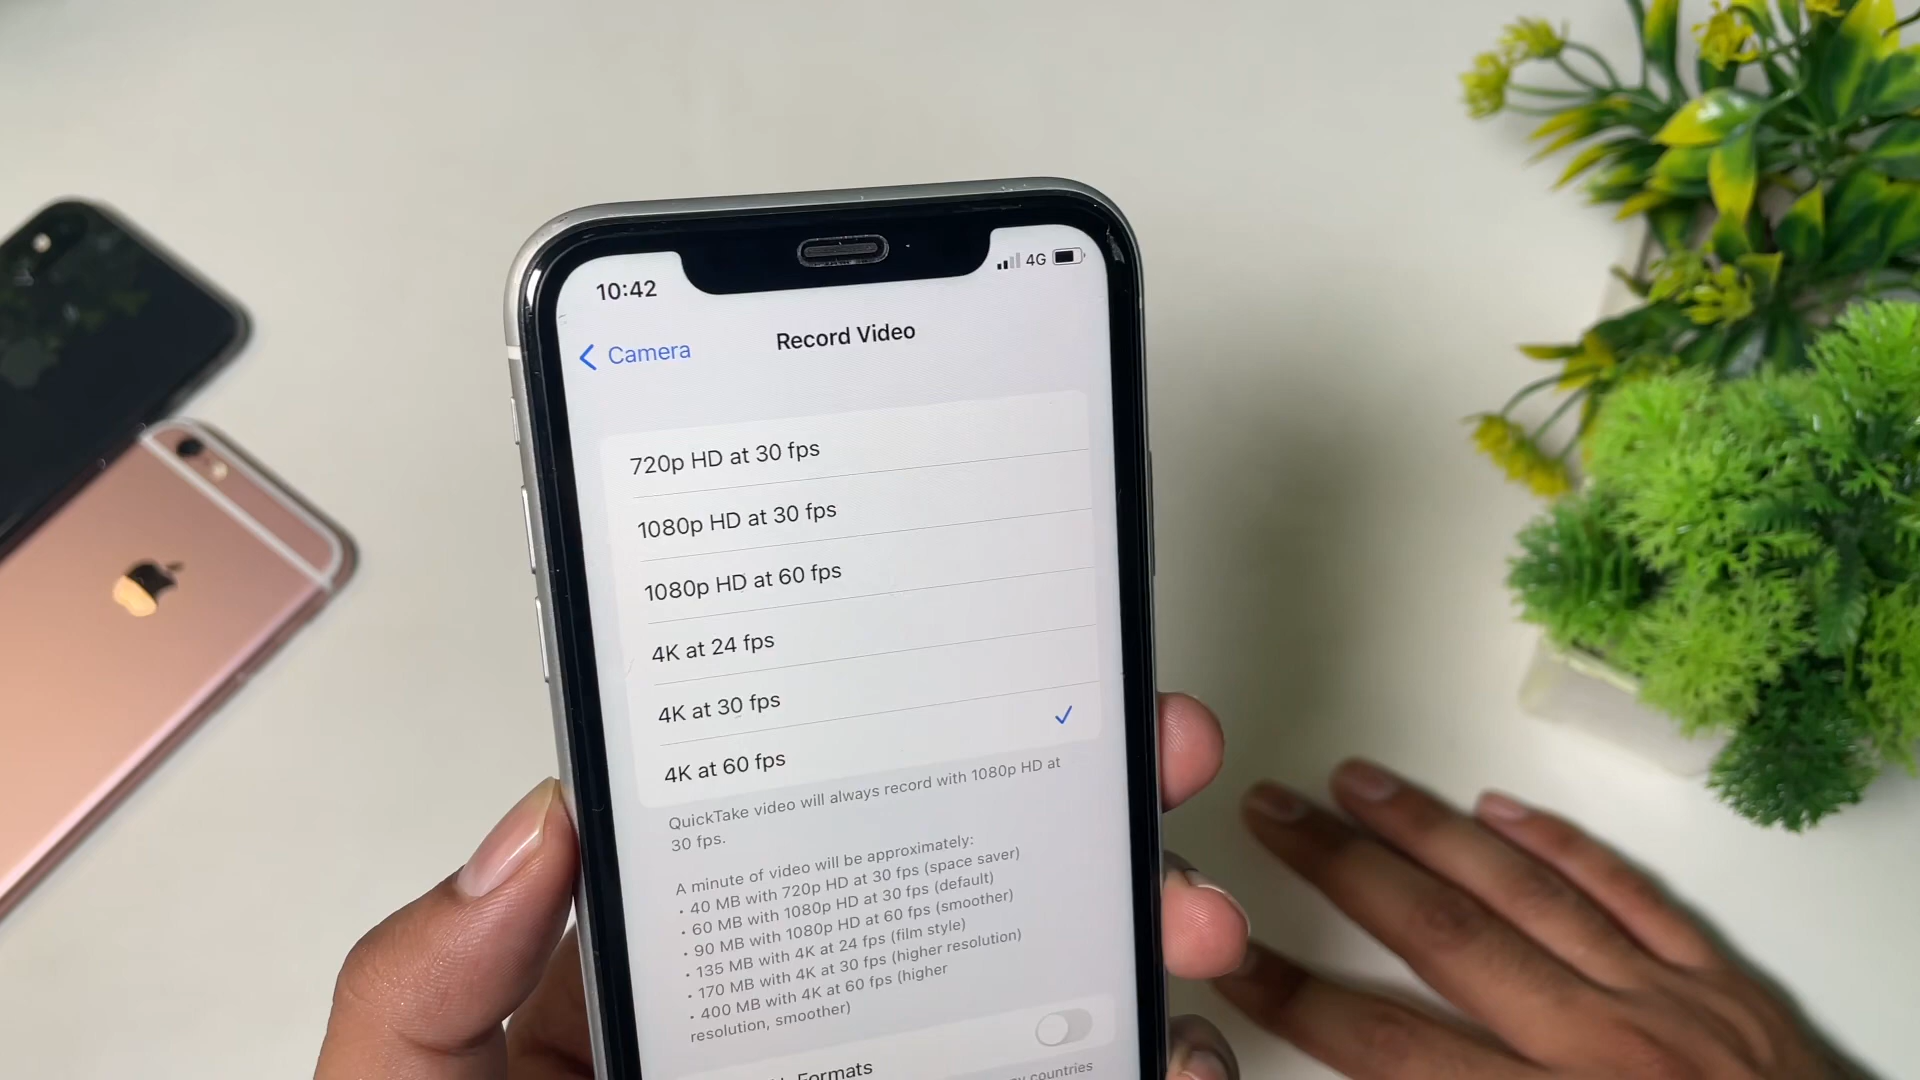 10:42
4G
Camera
Record Video
720p HD at 30 fps
1080p HD at 30 fps
1080p HD at 60 fps
4K at 24 fps
4K at 30 fps
4K at 60 fps
QuickTake video will always record with 1080p HD at
30 fps.
A minute of video will be approximately:
• 40 MB with 720p HD at 30 fps (space saver)
• 60 MB with 1080p HD at 30 fps (default)
• 90 MB with 1080p HD at 60 fps (smoother)
• 135 MB with 4K at 24 fps (film style)
• 170 MB with 4K at 30 fps (higher resolution)
• 400 MB with 4K at 60 fps (higher
resolution, smoother)
Formats
countries